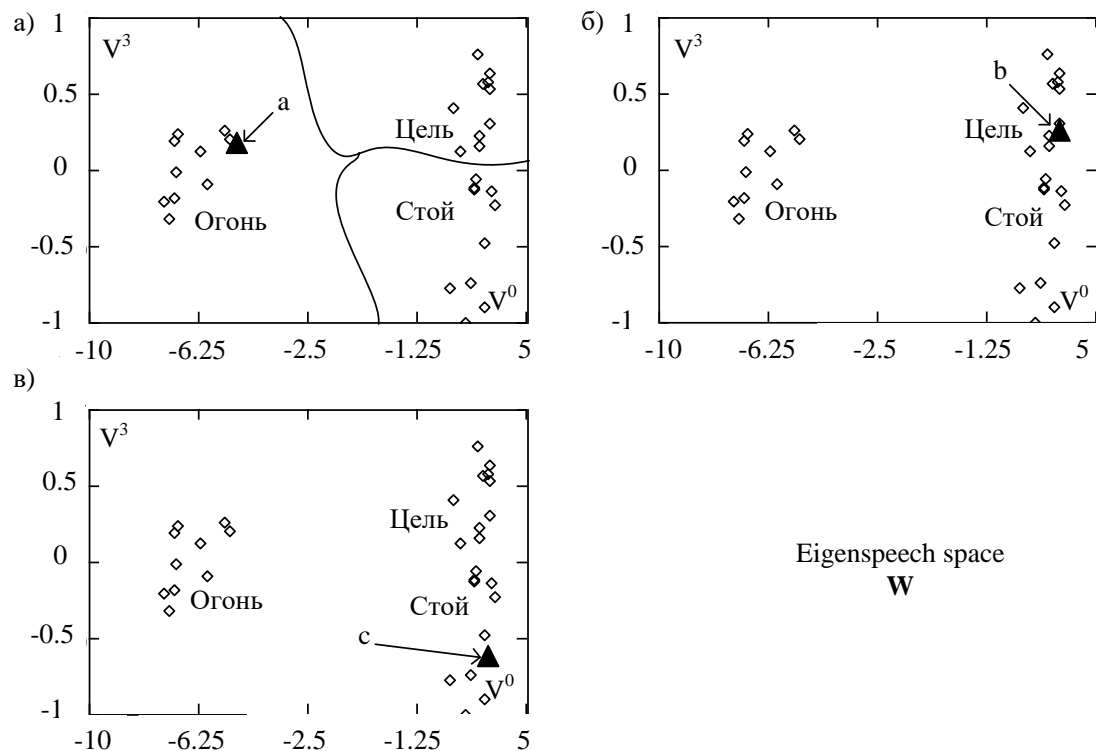 а)
V³
1
0.5
0
-0.5
-1
a
Цель
Огонь
Стой
V⁰
-10
-6.25
-2.5
-1.25
5
б)
V³
1
0.5
0
-0.5
-1
b
Цель
Огонь
Стой
V⁰
-10
-6.25
-2.5
-1.25
5
в)
V³
1
0.5
0
-0.5
-1
Цель
Огонь
Стой
c
V⁰
-10
-6.25
-2.5
-1.25
5
Eigenspeech space
W